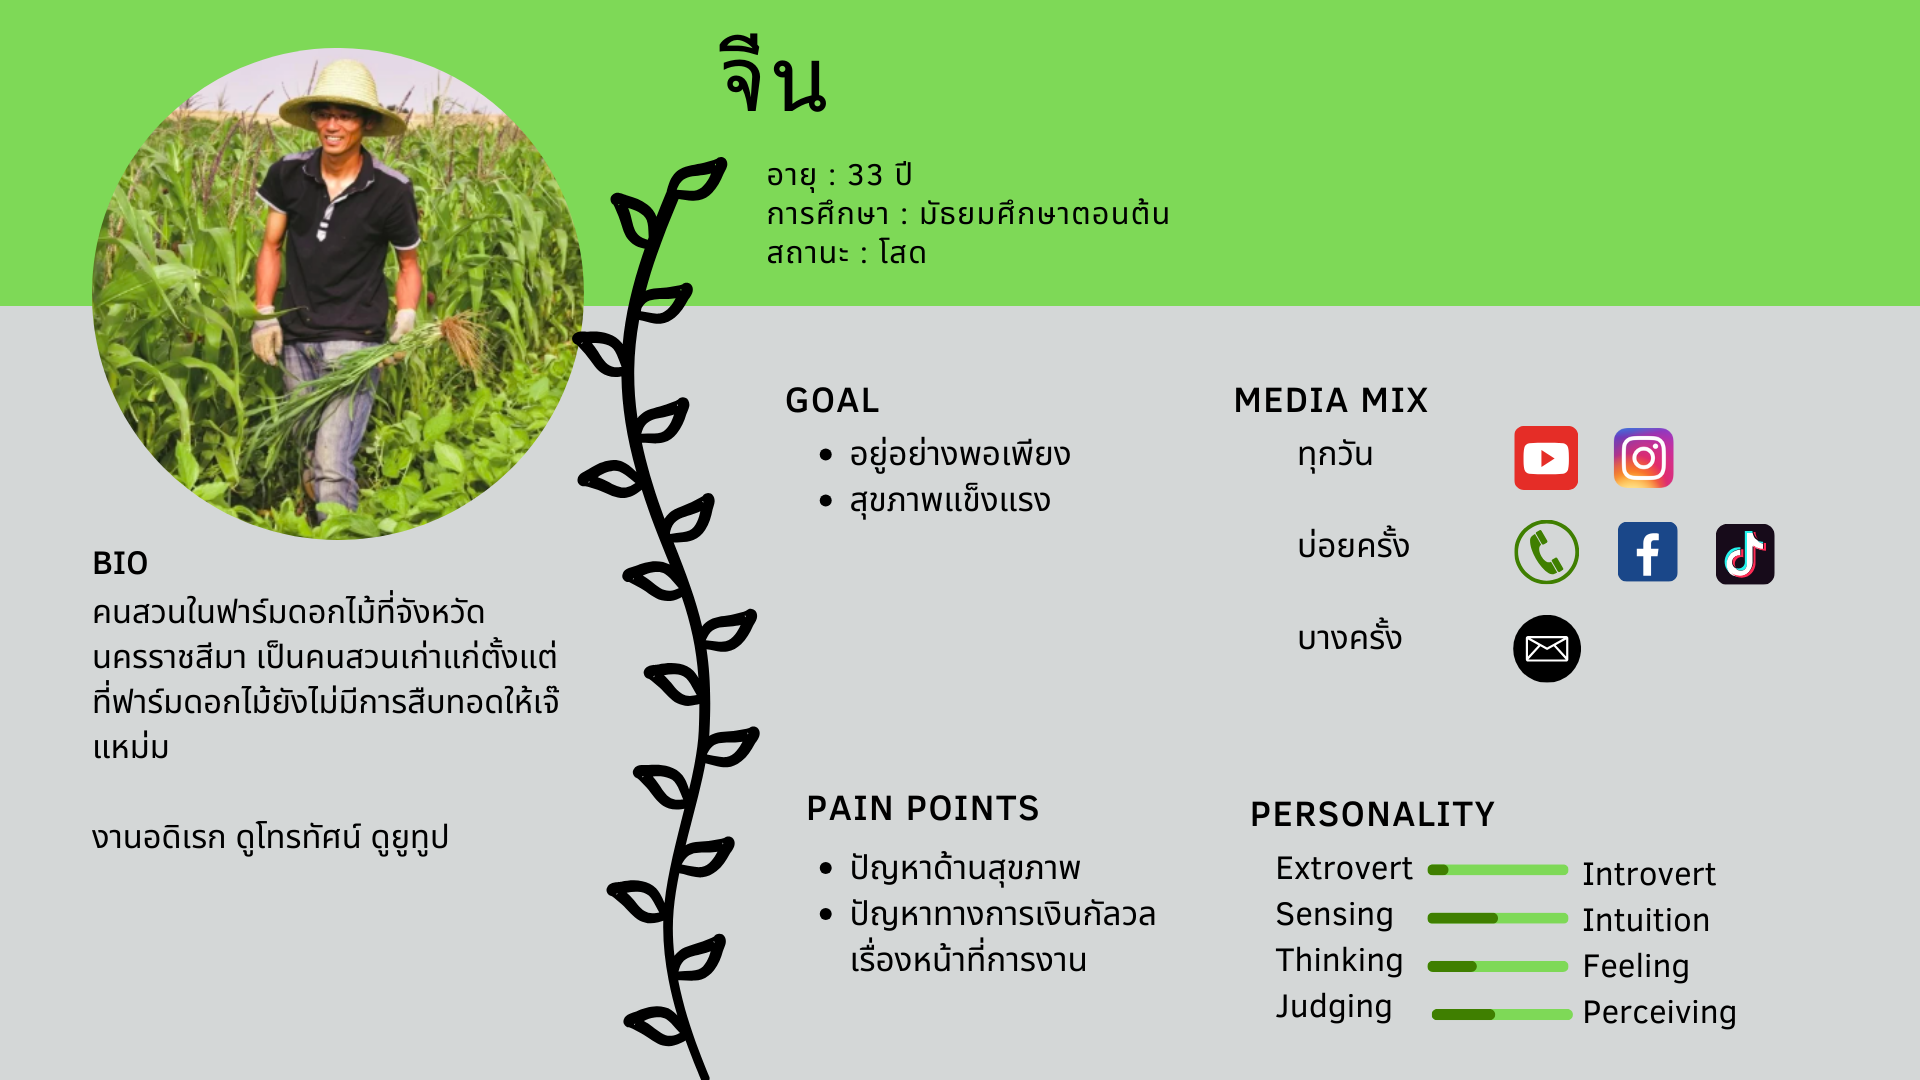 จีน
อายุ : 33 ปี
การศึกษา : มัธยมศึกษาตอนต้น
สถานะ : โสด
BIO
คนสวนในฟาร์มดอกไม้ที่จังหวัด
นครราชสีมา เป็นคนสวนเก่าแก่ตั้งแต่
ที่ฟาร์มดอกไม้ยังไม่มีการสืบทอดให้เจ๊
แหม่ม
งานอดิเรก ดูโทรทัศน์ ดูยูทูป
GOAL
อยู่อย่างพอเพียง
สุขภาพแข็งแรง
MEDIA MIX
ทุกวัน
บ่อยครั้ง
บางครั้ง
PAIN POINTS
ปัญหาด้านสุขภาพ
ปัญหาทางการเงินกัลวล
เรื่องหน้าที่การงาน
PERSONALITY
Extrovert Introvert
Sensing Intuition
Thinking Feeling
Judging Perceiving